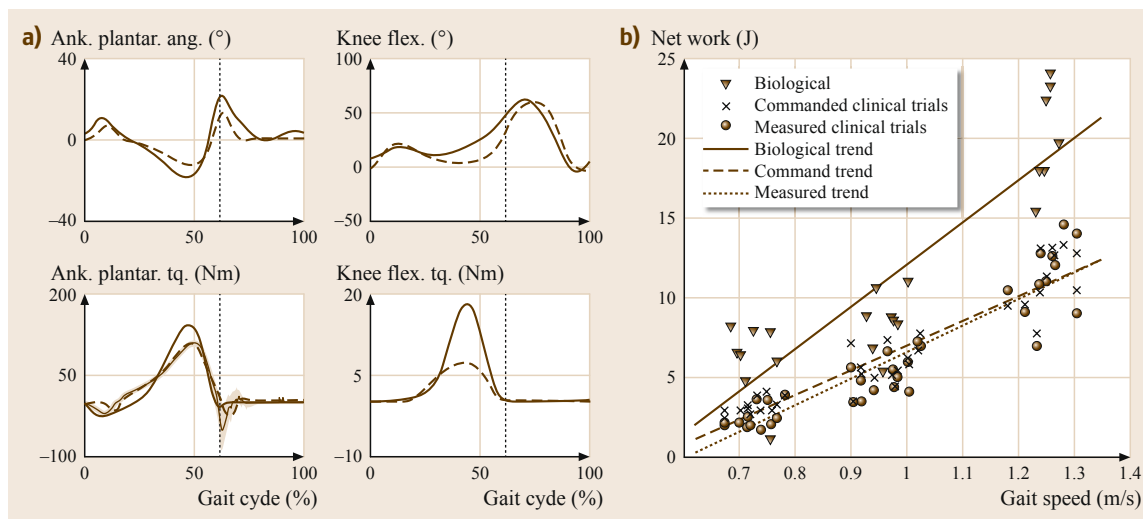 a) Ank. plantar. ang. (°)
40
0
–40
0 50 100
Knee flex. (°)
100
50
0
–50
0 50 100
Ank. plantar. tq. (Nm)
200
50
–100
0 50 100
Gait cyde (%)
Knee flex. tq. (Nm)
20
5
–10
0 50 100
Gait cyde (%)
b) Net work (J)
25
20
15
10
5
0
Biological
Commanded clinical trials
Measured clinical trials
Biological trend
Command trend
Measured trend
0.7 0.8 0.9 1 1.1 1.2 1.3 1.4
Gait speed (m/s)